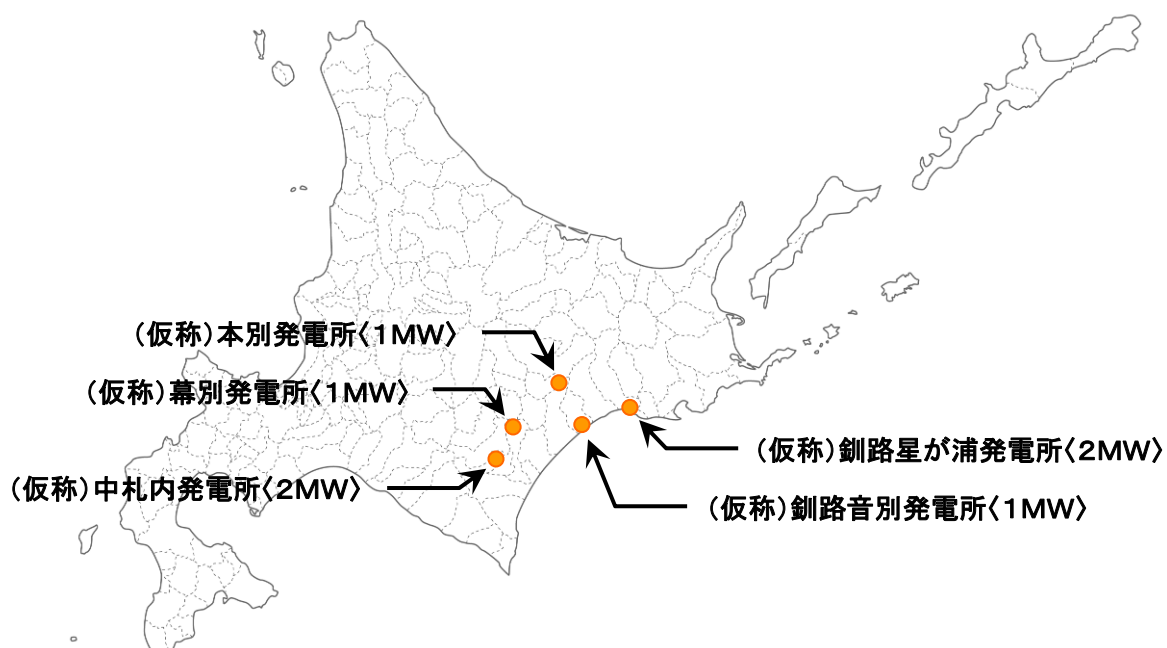 （仮称）本別発電所〈１ＭＷ〉
（仮称）幕別発電所〈１ＭＷ〉
（仮称）釧路星が浦発電所〈２ＭＷ〉
（仮称）中札内発電所〈２ＭＷ〉
（仮称）釧路音別発電所〈１ＭＷ〉